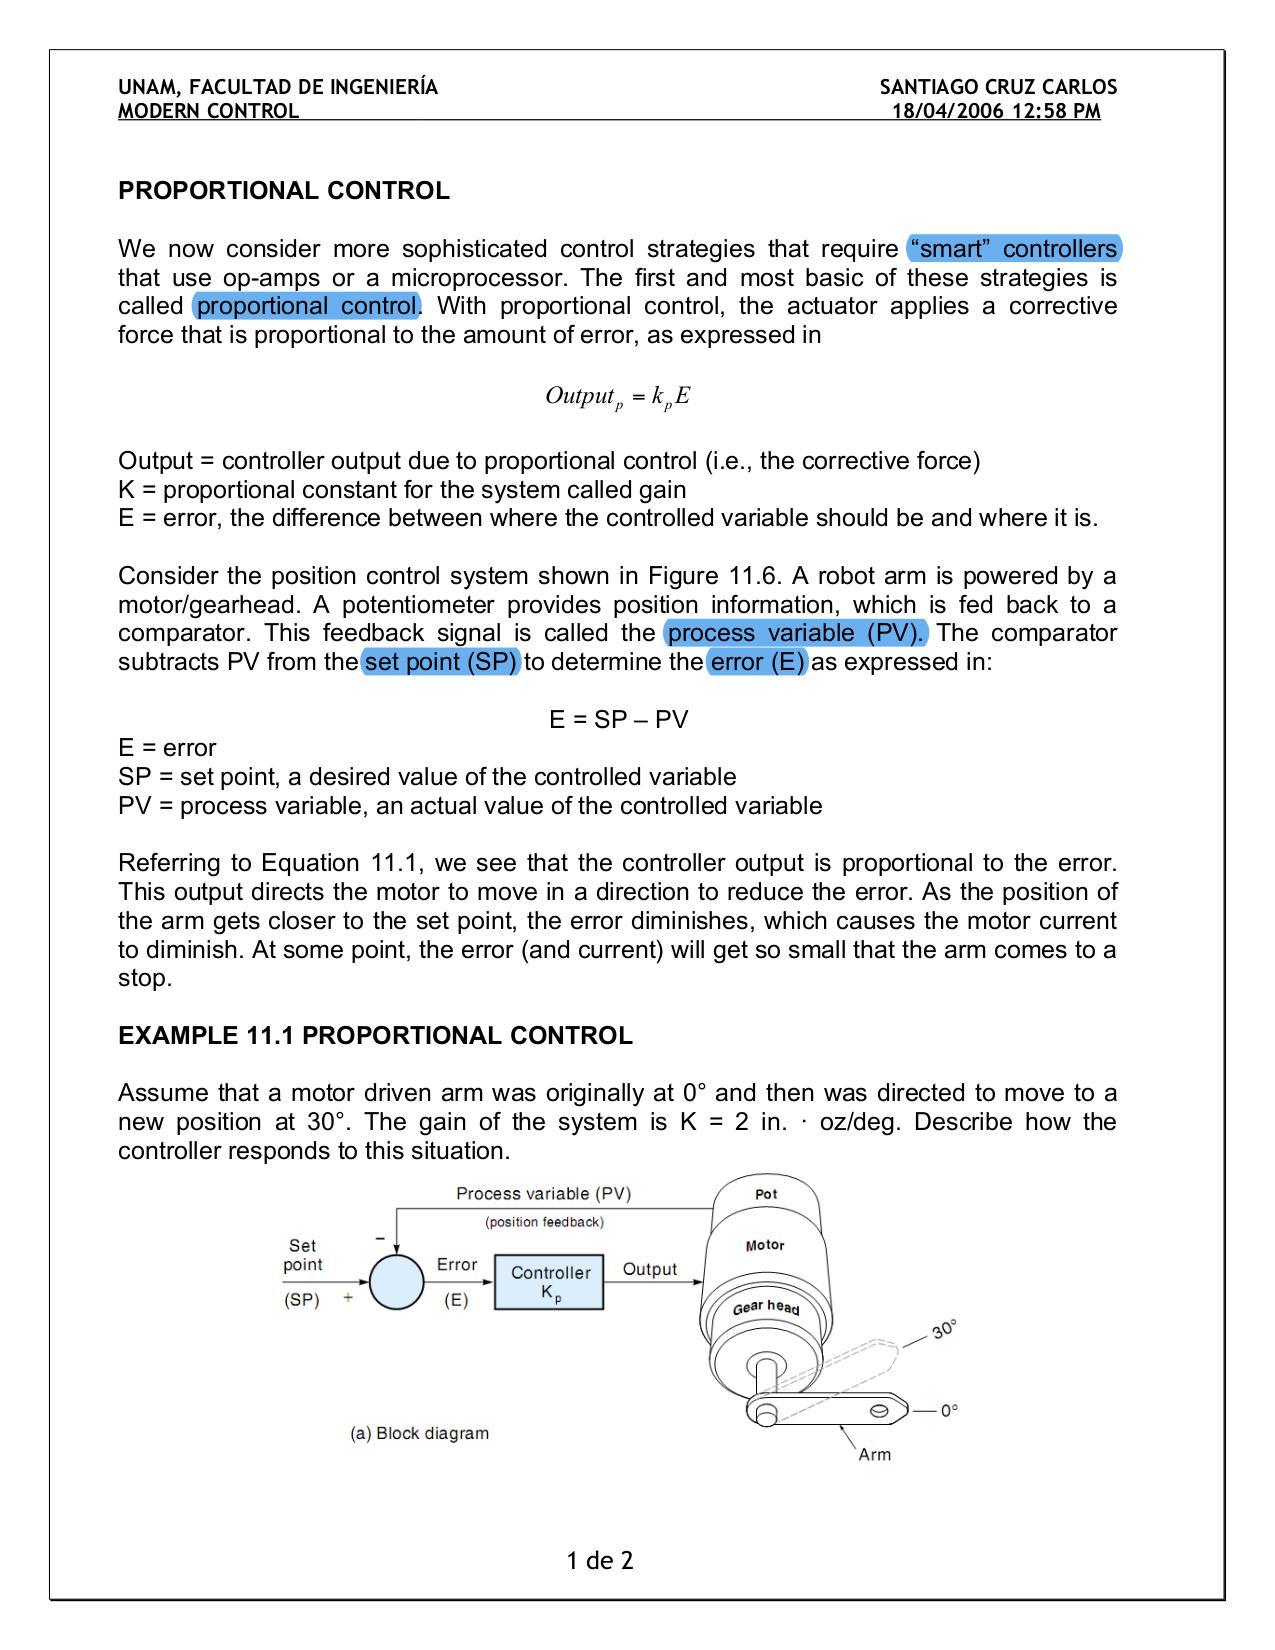 UNAM, FACULTAD DE INGENIERÍA SANTIAGO CRUZ CARLOS
MODERN CONTROL 18/04/2006 12:58 PM
PROPORTIONAL CONTROL
We now consider more sophisticated control strategies that require “smart” controllers
that use op-amps or a microprocessor. The first and most basic of these strategies is
called proportional control. With proportional control, the actuator applies a corrective
force that is proportional to the amount of error, as expressed in
Output_p = k_p E
Output = controller output due to proportional control (i.e., the corrective force)
K = proportional constant for the system called gain
E = error, the difference between where the controlled variable should be and where it is.
Consider the position control system shown in Figure 11.6. A robot arm is powered by a
motor/gearhead. A potentiometer provides position information, which is fed back to a
comparator. This feedback signal is called the process variable (PV). The comparator
subtracts PV from the set point (SP) to determine the error (E) as expressed in:
E = SP – PV
E = error
SP = set point, a desired value of the controlled variable
PV = process variable, an actual value of the controlled variable
Referring to Equation 11.1, we see that the controller output is proportional to the error.
This output directs the motor to move in a direction to reduce the error. As the position of
the arm gets closer to the set point, the error diminishes, which causes the motor current
to diminish. At some point, the error (and current) will get so small that the arm comes to a
stop.
EXAMPLE 11.1 PROPORTIONAL CONTROL
Assume that a motor driven arm was originally at 0° and then was directed to move to a
new position at 30°. The gain of the system is K = 2 in. · oz/deg. Describe how the
controller responds to this situation.
Process variable (PV)
(position feedback)
–
Set
point
(SP) +
Error
(E)
Controller
K_p
Output
Pot
Motor
Gear head
30°
0°
Arm
(a) Block diagram
1 de 2